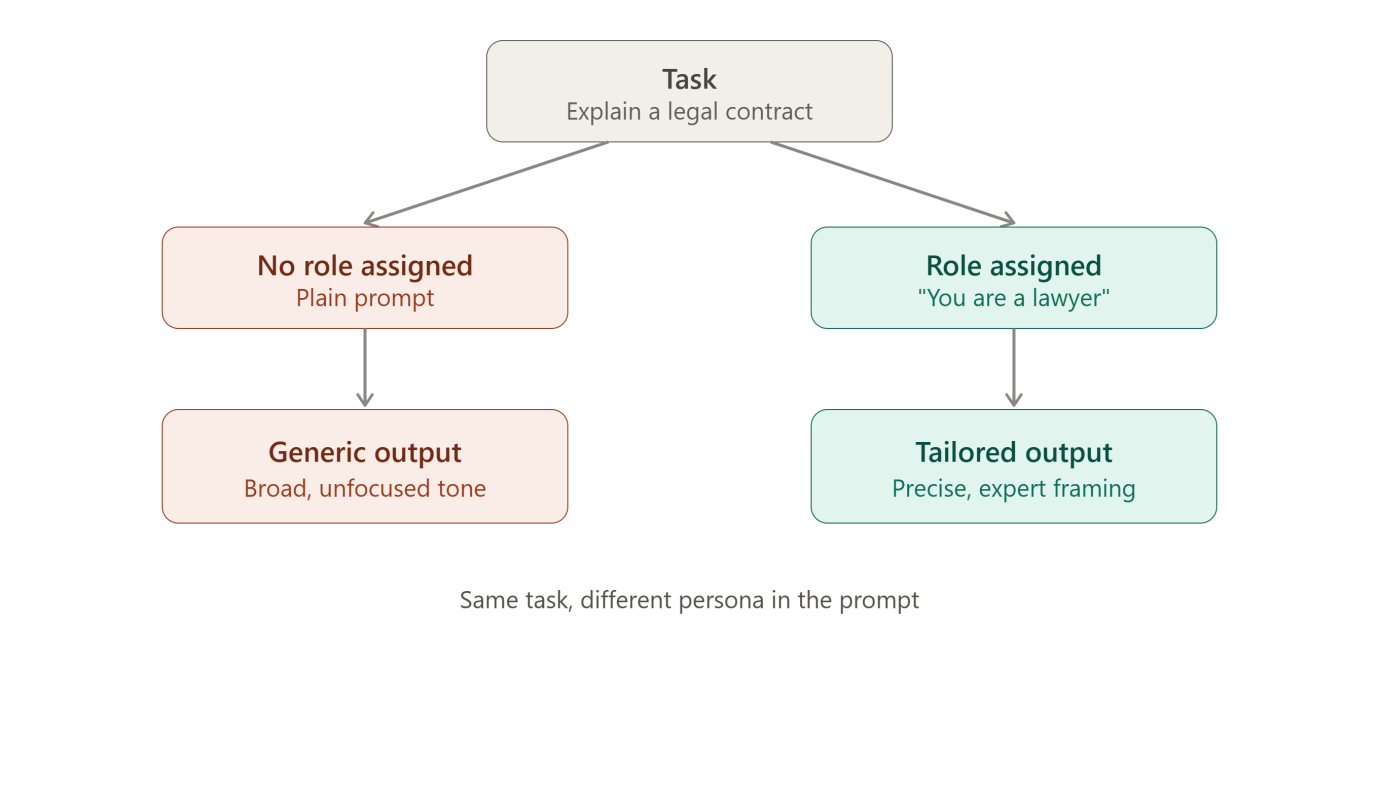 Task
Explain a legal contract
No role assigned
Plain prompt
Role assigned
"You are a lawyer"
Generic output
Broad, unfocused tone
Tailored output
Precise, expert framing
Same task, different persona in the prompt